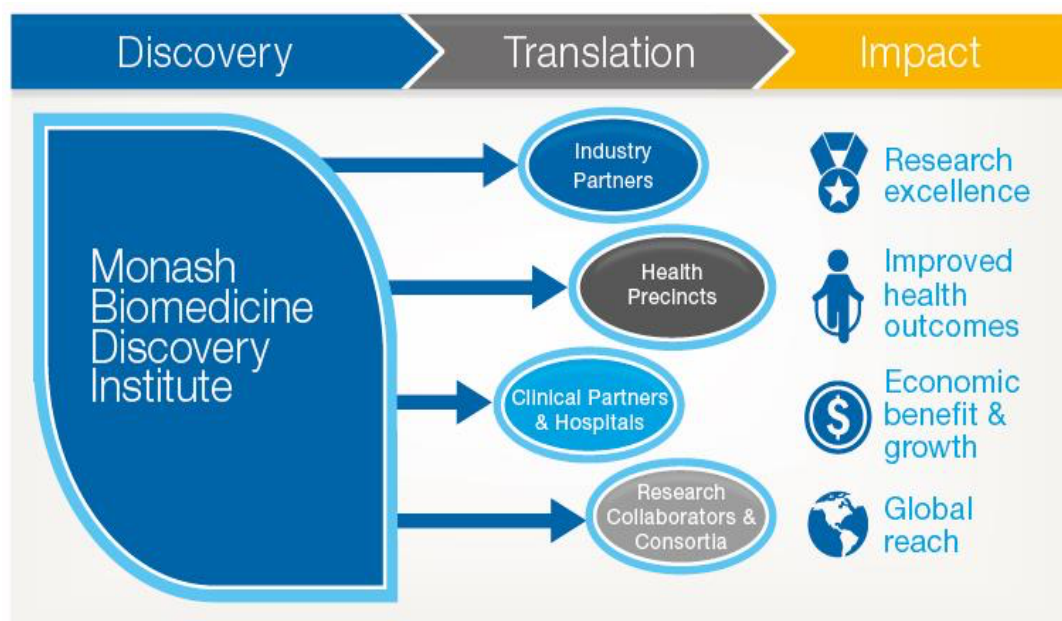 Discovery
Translation
Impact
Monash
Biomedicine
Discovery
Institute
Industry
Partners
Health
Precincts
Clinical Partners
& Hospitals
Research
Collaborators &
Consortia
Research
excellence
Improved
health
outcomes
$
Economic
benefit &
growth
Global
reach